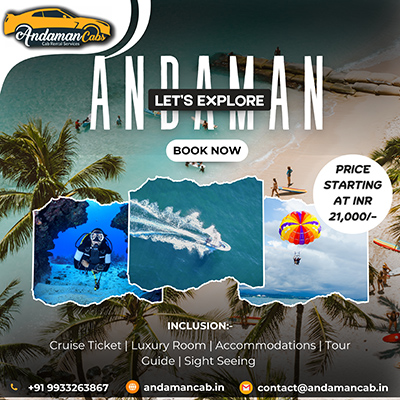 AndamanCabs
Cab Rental Services
ANDAMAN
LET'S EXPLORE
BOOK NOW
PRICE
STARTING
AT INR
21,000/-
INCLUSION:-
Cruise Ticket | Luxury Room | Accommodations | Tour
Guide | Sight Seeing
+91 9933263867
andamancab.in
contact@andamancab.in